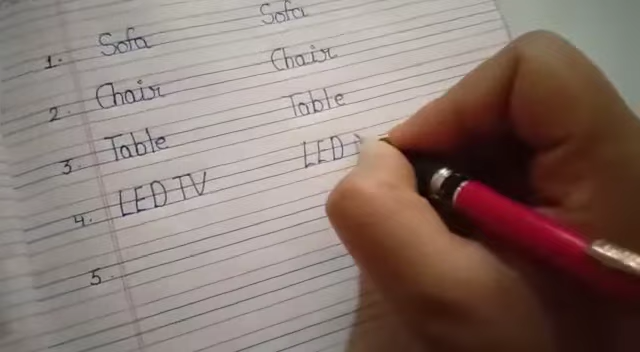 1. Sofa Sofa
2. Chair Chair
3. Table Table
4. LED TV LED
5.